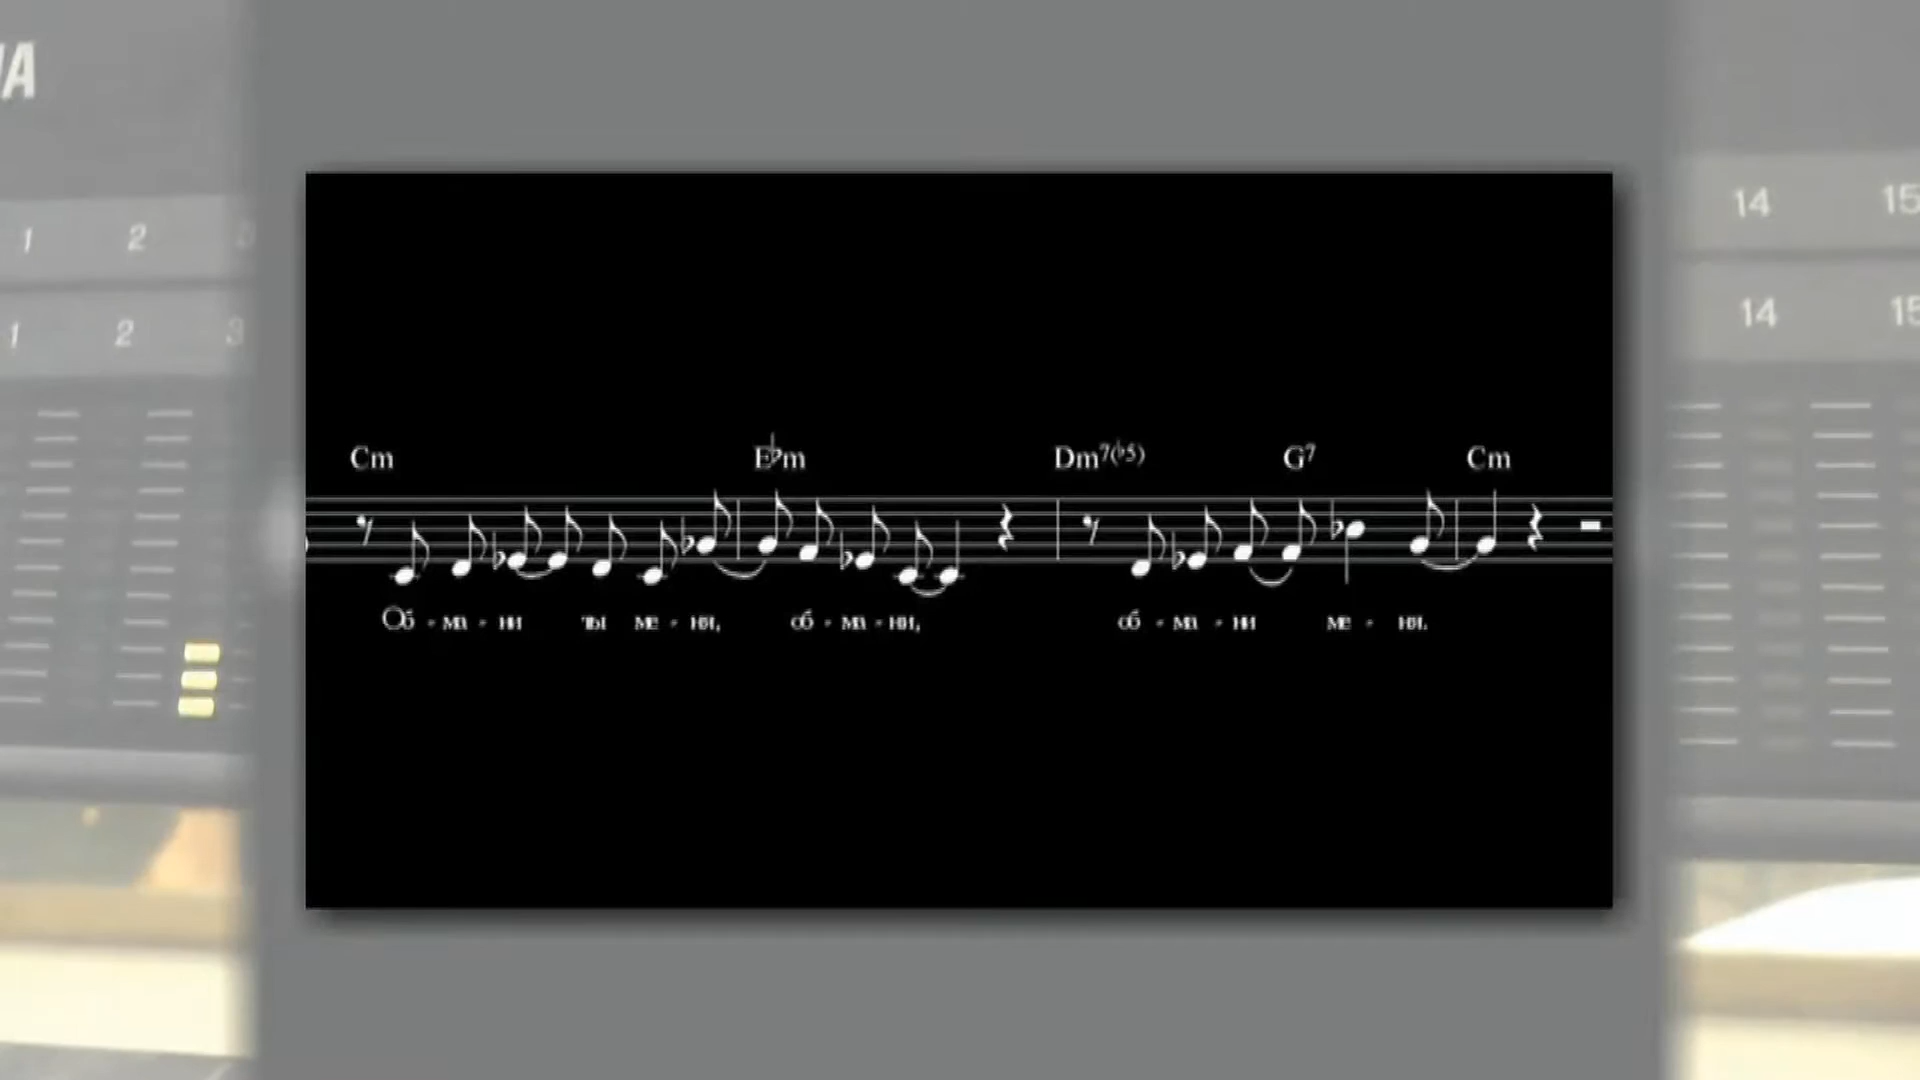 1 2 3
14 15
1 2 3
14 15
Cm E♭m Dm7(♭5) G7 Cm
Об - ма - ни ты ме - ня, об - ма - ни, об - ма - ни ме - ня.